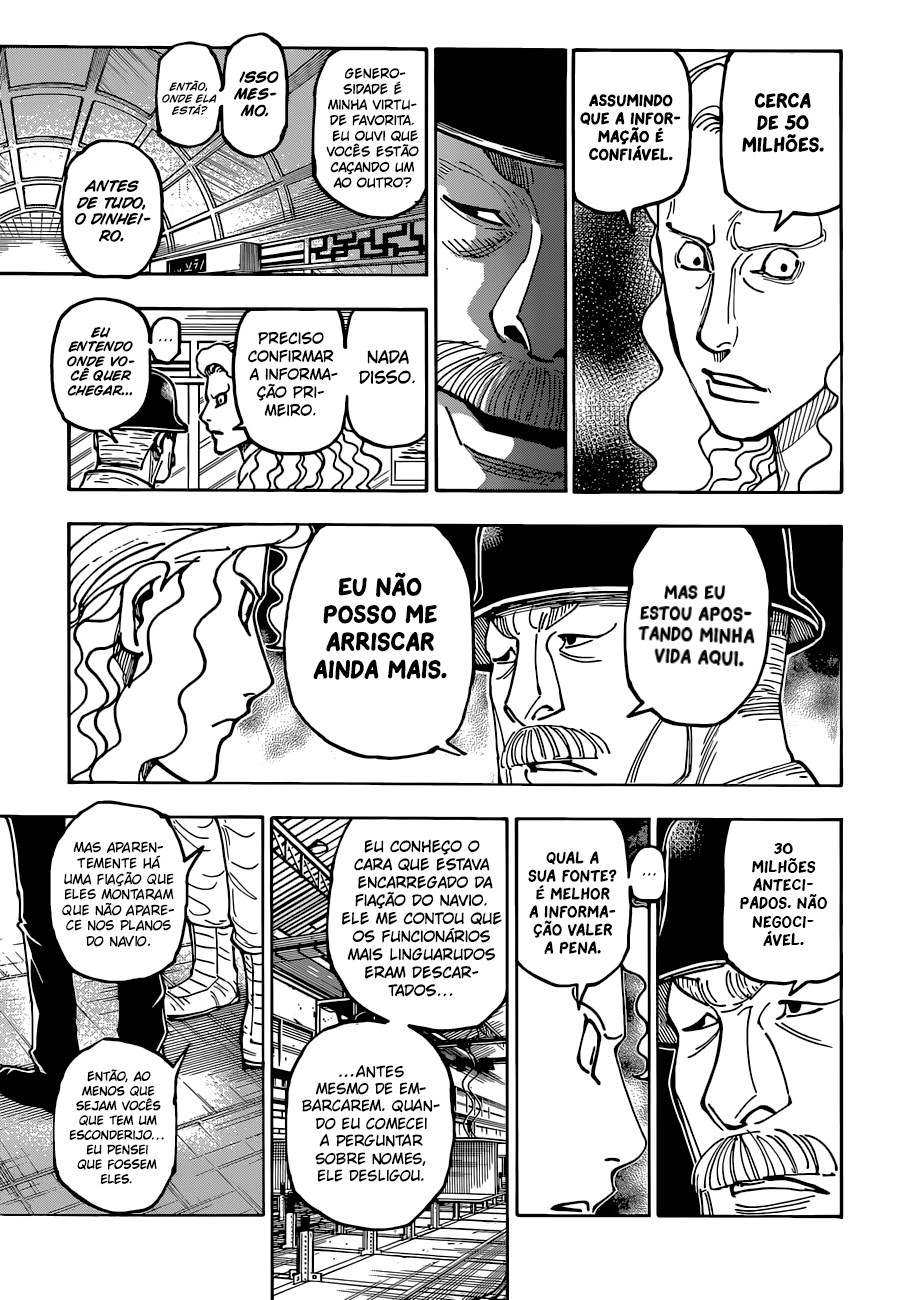 CERCA
DE 50
MILHÕES.
ASSUMINDO
QUE A INFOR-
MAÇÃO É
CONFIÁVEL.
GENERO-
SIDADE É
MINHA VIRTU-
DE FAVORITA.
EU OUVI QUE
VOCÊS ESTÃO
CAÇANDO UM
AO OUTRO?
ISSO
MES-
MO.
ENTÃO,
ONDE ELA
ESTÁ?
ANTES
DE TUDO,
O DINHEI-
RO.
NADA
DISSO.
PRECISO
CONFIRMAR
A INFORMA-
ÇÃO PRI-
MEIRO.
...
EU
ENTENDO
ONDE VO-
CÊ QUER
CHEGAR...
MAS EU
ESTOU APOS-
TANDO MINHA
VIDA AQUI.
EU NÃO
POSSO ME
ARRISCAR
AINDA MAIS.
30
MILHÕES
ANTECI-
PADOS. NÃO
NEGOCI-
ÁVEL.
...
QUAL A
SUA FONTE?
É MELHOR
A INFORMA-
ÇÃO VALER
A PENA.
EU CONHEÇO O
CARA QUE ESTAVA
ENCARREGADO DA
FIAÇÃO DO NAVIO.
ELE ME CONTOU QUE
OS FUNCIONÁRIOS
MAIS LINGUARUDOS
ERAM DESCAR-
TADOS...
...ANTES
MESMO DE EM-
BARCAREM. QUAN-
DO EU COMECEI
A PERGUNTAR
SOBRE NOMES,
ELE DESLIGOU.
MAS APAREN-
TEMENTE HÁ
UMA FIAÇÃO QUE
ELES MONTARAM
QUE NÃO APARE-
CE NOS PLANOS
DO NAVIO.
ENTÃO, AO
MENOS QUE
SEJAM VOCÊS
QUE TEM UM
ESCONDERIJO...
EU PENSEI
QUE FOSSEM
ELES.